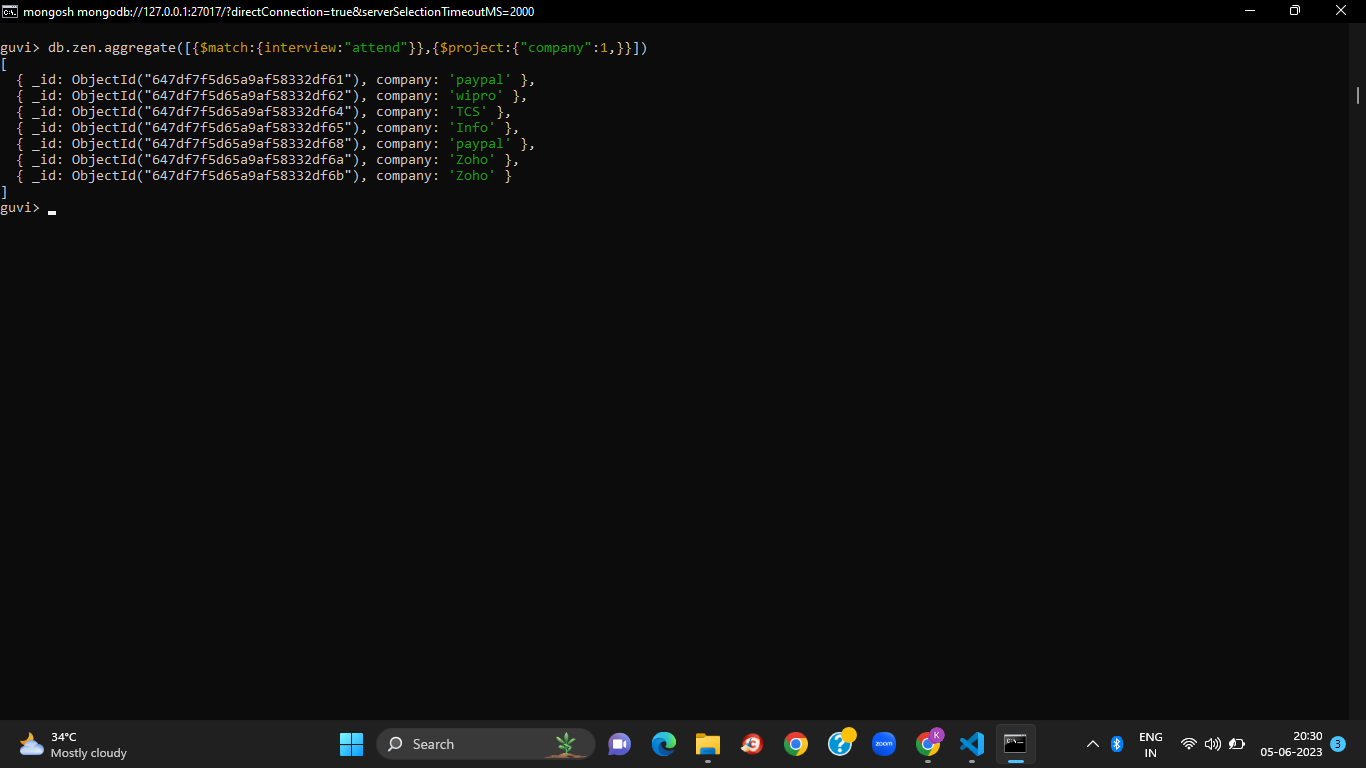 mongosh mongodb://127.0.0.1:27017/?directConnection=true&serverSelectionTimeoutMS=2000
guvi> db.zen.aggregate([{$match:{interview:"attend"}},{$project:{"company":1,}}])
[
  { _id: ObjectId("647df7f5d65a9af58332df61"), company: 'paypal' },
  { _id: ObjectId("647df7f5d65a9af58332df62"), company: 'wipro' },
  { _id: ObjectId("647df7f5d65a9af58332df64"), company: 'TCS' },
  { _id: ObjectId("647df7f5d65a9af58332df65"), company: 'Info' },
  { _id: ObjectId("647df7f5d65a9af58332df68"), company: 'paypal' },
  { _id: ObjectId("647df7f5d65a9af58332df6a"), company: 'Zoho' },
  { _id: ObjectId("647df7f5d65a9af58332df6b"), company: 'Zoho' }
]
guvi>
34°C
Mostly cloudy
Search
zoom
K
ENG
IN
20:30
05-06-2023
3